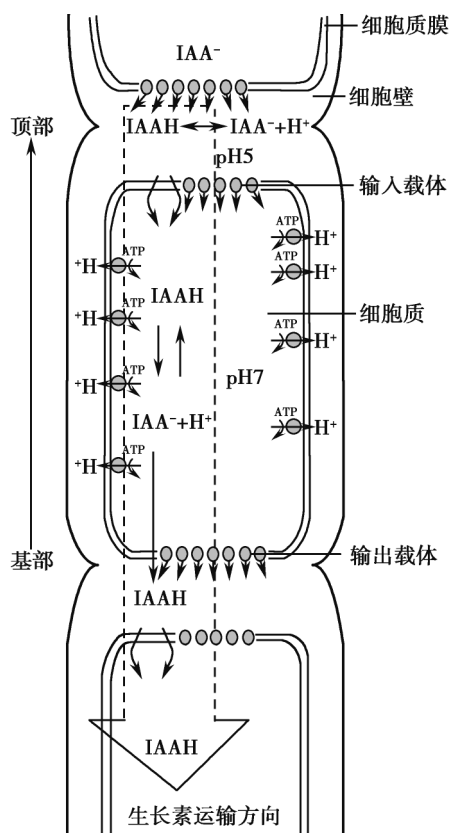 细胞质膜
IAA⁻
细胞壁
顶部
IAAH
IAA⁻+H⁺
pH5
输入载体
ATP
H⁺
⁺H
ATP
ATP
H⁺
IAAH
细胞质
⁺H
ATP
ATP
H⁺
pH7
⁺H
ATP
IAA⁻+H⁺
ATP
H⁺
⁺H
ATP
基部
输出载体
IAAH
IAAH
生长素运输方向